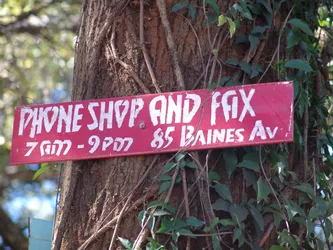 PHONE SHOP AND FAX
7am - 9pm 85 BAINES AV